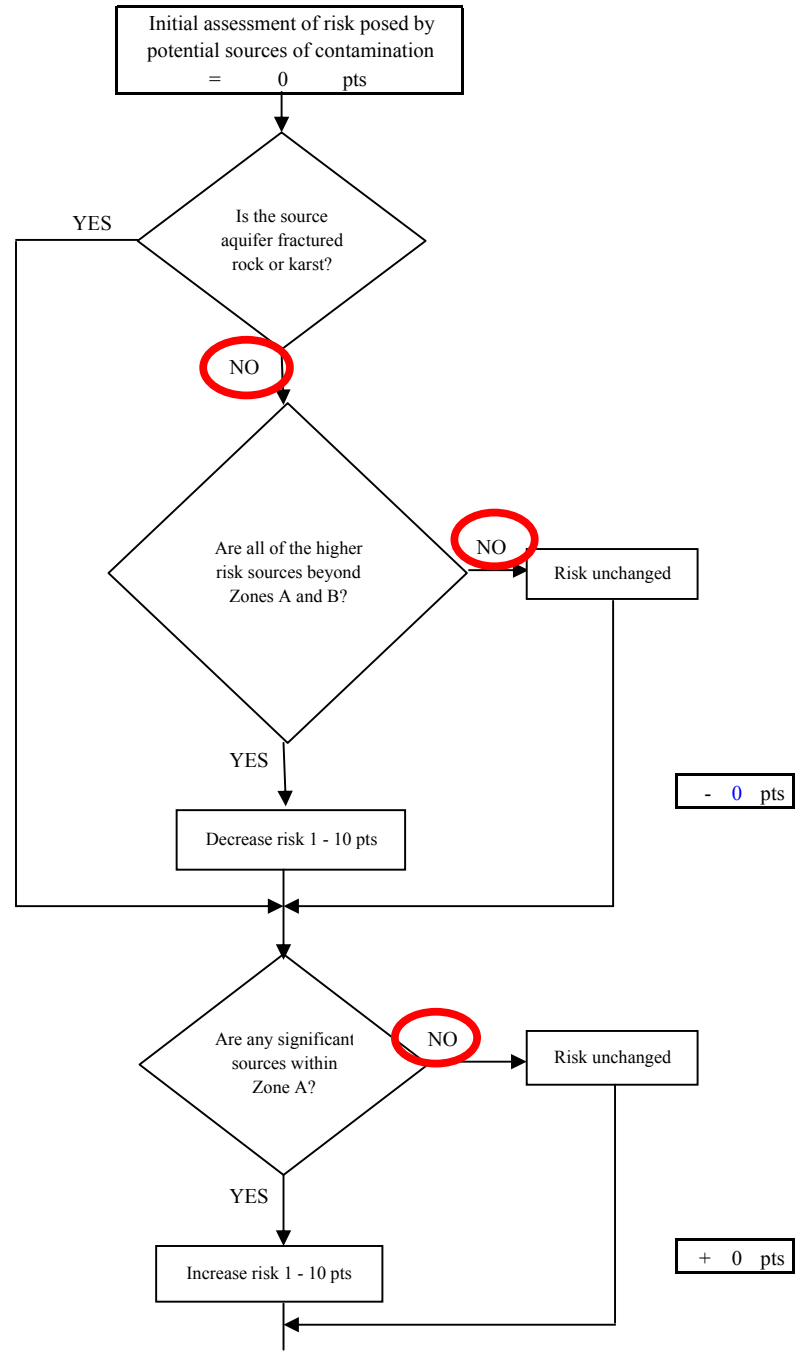 Initial assessment of risk posed by
potential sources of contamination
= 0 pts
YES
Is the source
aquifer fractured
rock or karst?
NO
Are all of the higher
risk sources beyond
Zones A and B?
NO
Risk unchanged
YES
- 0 pts
Decrease risk 1 - 10 pts
Are any significant
sources within
Zone A?
NO
Risk unchanged
YES
+ 0 pts
Increase risk 1 - 10 pts